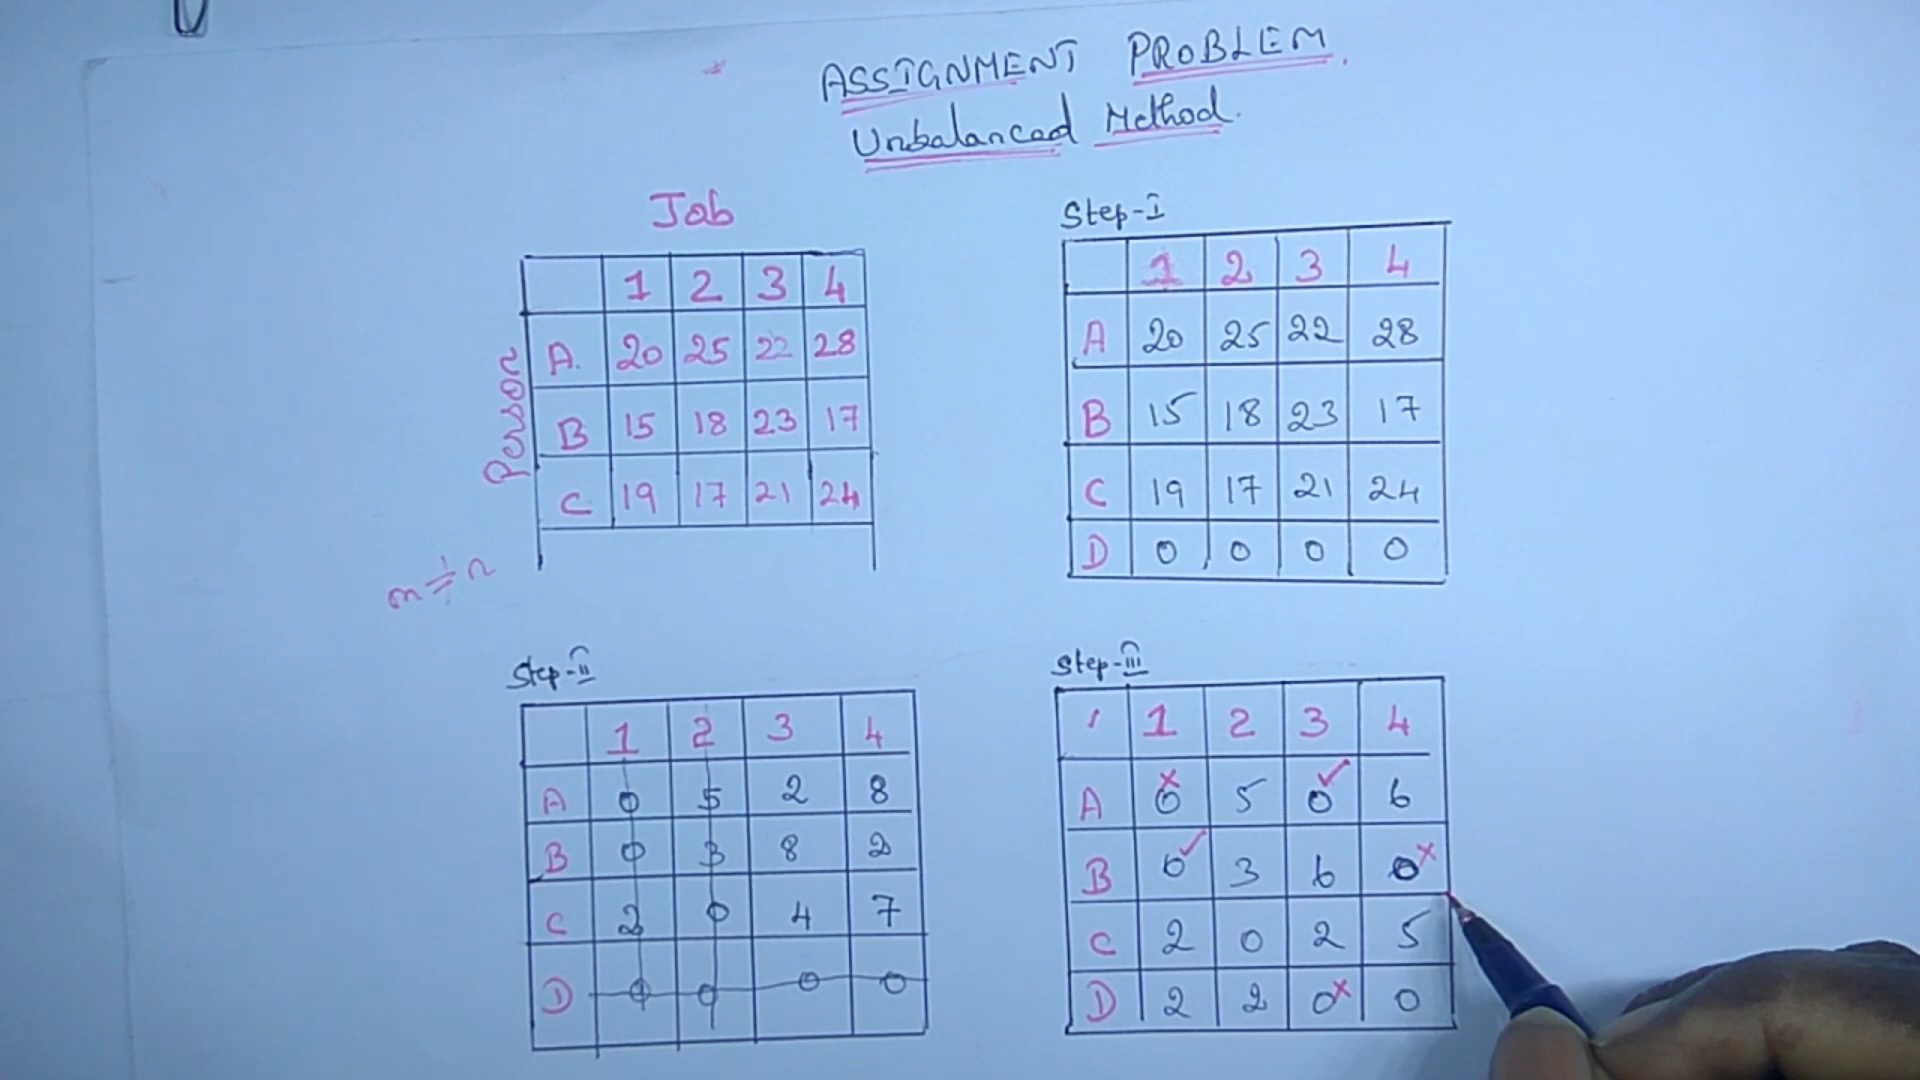 ASSIGNMENT PROBLEM.
Unbalanced Method.
Job
1 2 3 4
Person
A. 20 25 22 28
B 15 18 23 17
C 19 17 21 24
m ≠ n
Step-I
1 2 3 4
A 20 25 22 28
B 15 18 23 17
C 19 17 21 24
D 0 0 0 0
Step-II
1 2 3 4
A 0 5 2 8
B 0 3 8 2
C 2 0 4 7
D 0 0 0 0
Step-III
1 2 3 4
A 0 5 0 6
B 0 3 6 0
C 2 0 2 5
D 2 2 0 0